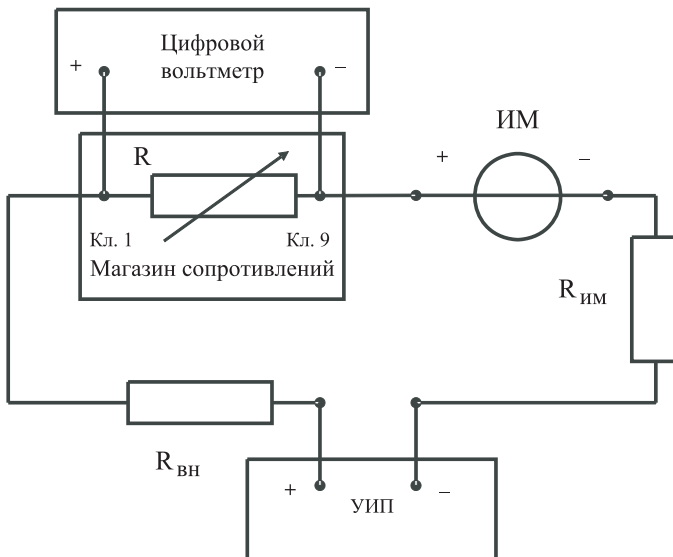 Цифровой
вольтметр
+
–
ИМ
+
–
R
Кл. 1
Кл. 9
Магазин сопротивлений
R им
R вн
+
УИП
–